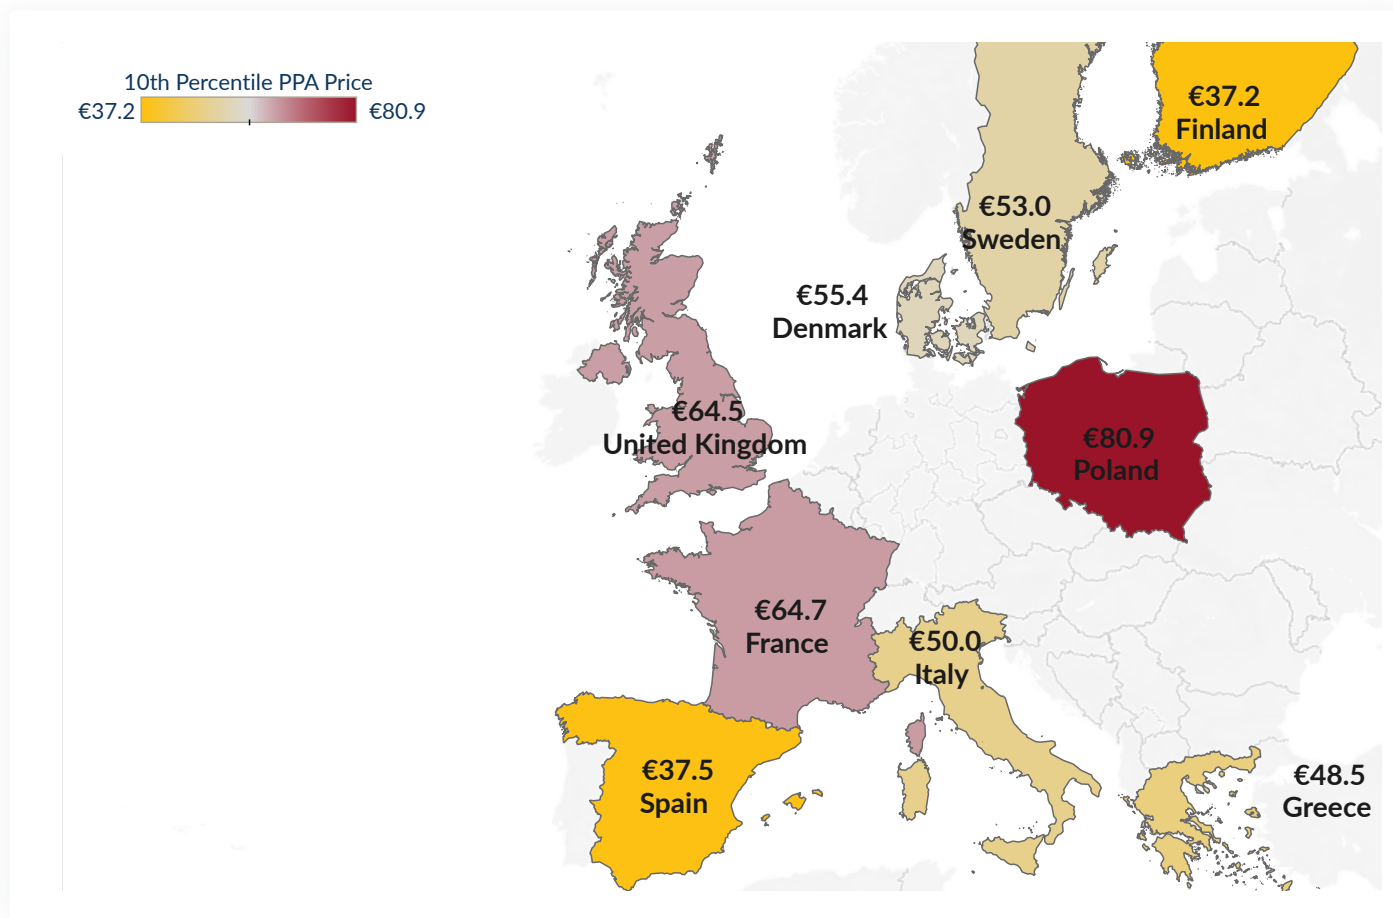 10th Percentile PPA Price
€37.2
€80.9
€37.2
Finland
€53.0
Sweden
€55.4
Denmark
€64.5
United Kingdom
€80.9
Poland
€64.7
France
€50.0
Italy
€37.5
Spain
€48.5
Greece